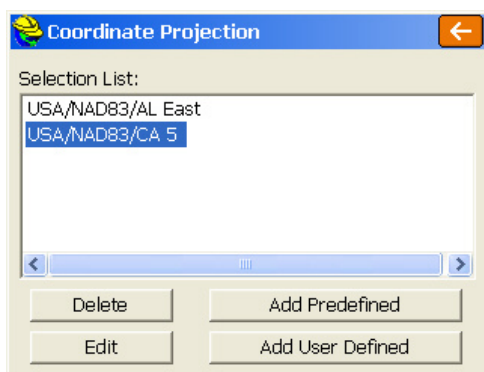 Coordinate Projection
Selection List:
USA/NAD83/AL East
USA/NAD83/CA 5
Delete Add Predefined
Edit Add User Defined